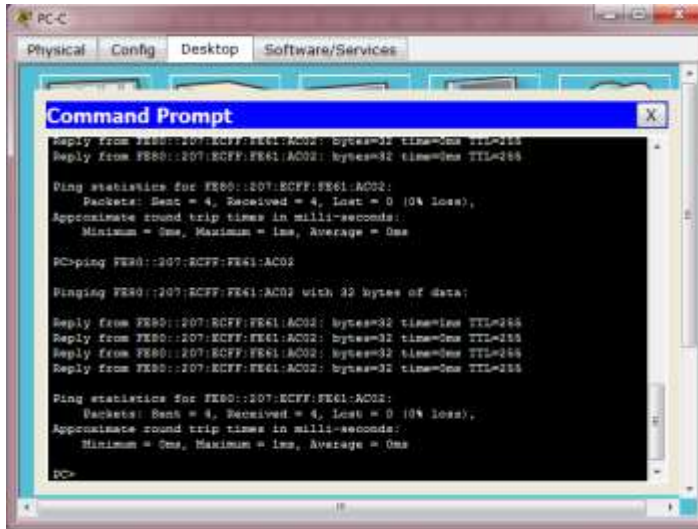 PC-C
Physical Config Desktop Software/Services
Command Prompt
X
Reply from FE80::207:ECFF:FE61:AC02: bytes=32 time=0ms TTL=255
Reply from FE80::207:ECFF:FE61:AC02: bytes=32 time=0ms TTL=255
Ping statistics for FE80::207:ECFF:FE61:AC02:
Packets: Sent = 4, Received = 4, Lost = 0 (0% loss),
Approximate round trip times in milli-seconds:
Minimum = 0ms, Maximum = 1ms, Average = 0ms
PC>ping FE80::207:ECFF:FE61:AC02
Pinging FE80::207:ECFF:FE61:AC02 with 32 bytes of data:
Reply from FE80::207:ECFF:FE61:AC02: bytes=32 time=1ms TTL=255
Reply from FE80::207:ECFF:FE61:AC02: bytes=32 time=0ms TTL=255
Reply from FE80::207:ECFF:FE61:AC02: bytes=32 time=0ms TTL=255
Reply from FE80::207:ECFF:FE61:AC02: bytes=32 time=0ms TTL=255
Ping statistics for FE80::207:ECFF:FE61:AC02:
Packets: Sent = 4, Received = 4, Lost = 0 (0% loss),
Approximate round trip times in milli-seconds:
Minimum = 0ms, Maximum = 1ms, Average = 0ms
PC>